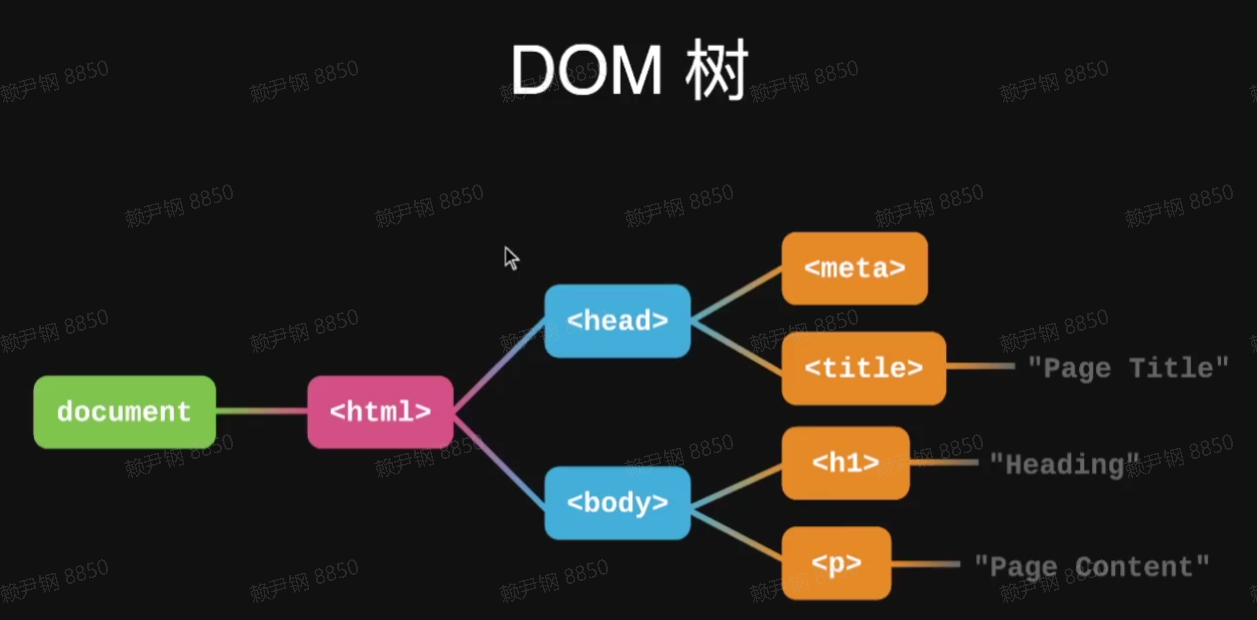 DOM 树
<meta>
<head>
<title> "Page Title"
document <html>
<h1> "Heading"
<body>
<p> "Page Content"
赖尹钢 8850